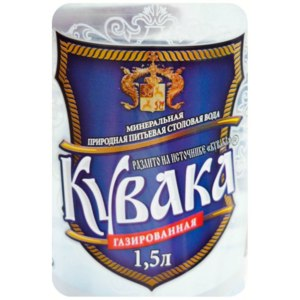 МИНЕРАЛЬНАЯ
ПРИРОДНАЯ ПИТЬЕВАЯ СТОЛОВАЯ ВОДА
РАЗЛИТО НА ИСТОЧНИКЕ «КУВАКА»
Кувака
ГАЗИРОВАННАЯ
1,5л